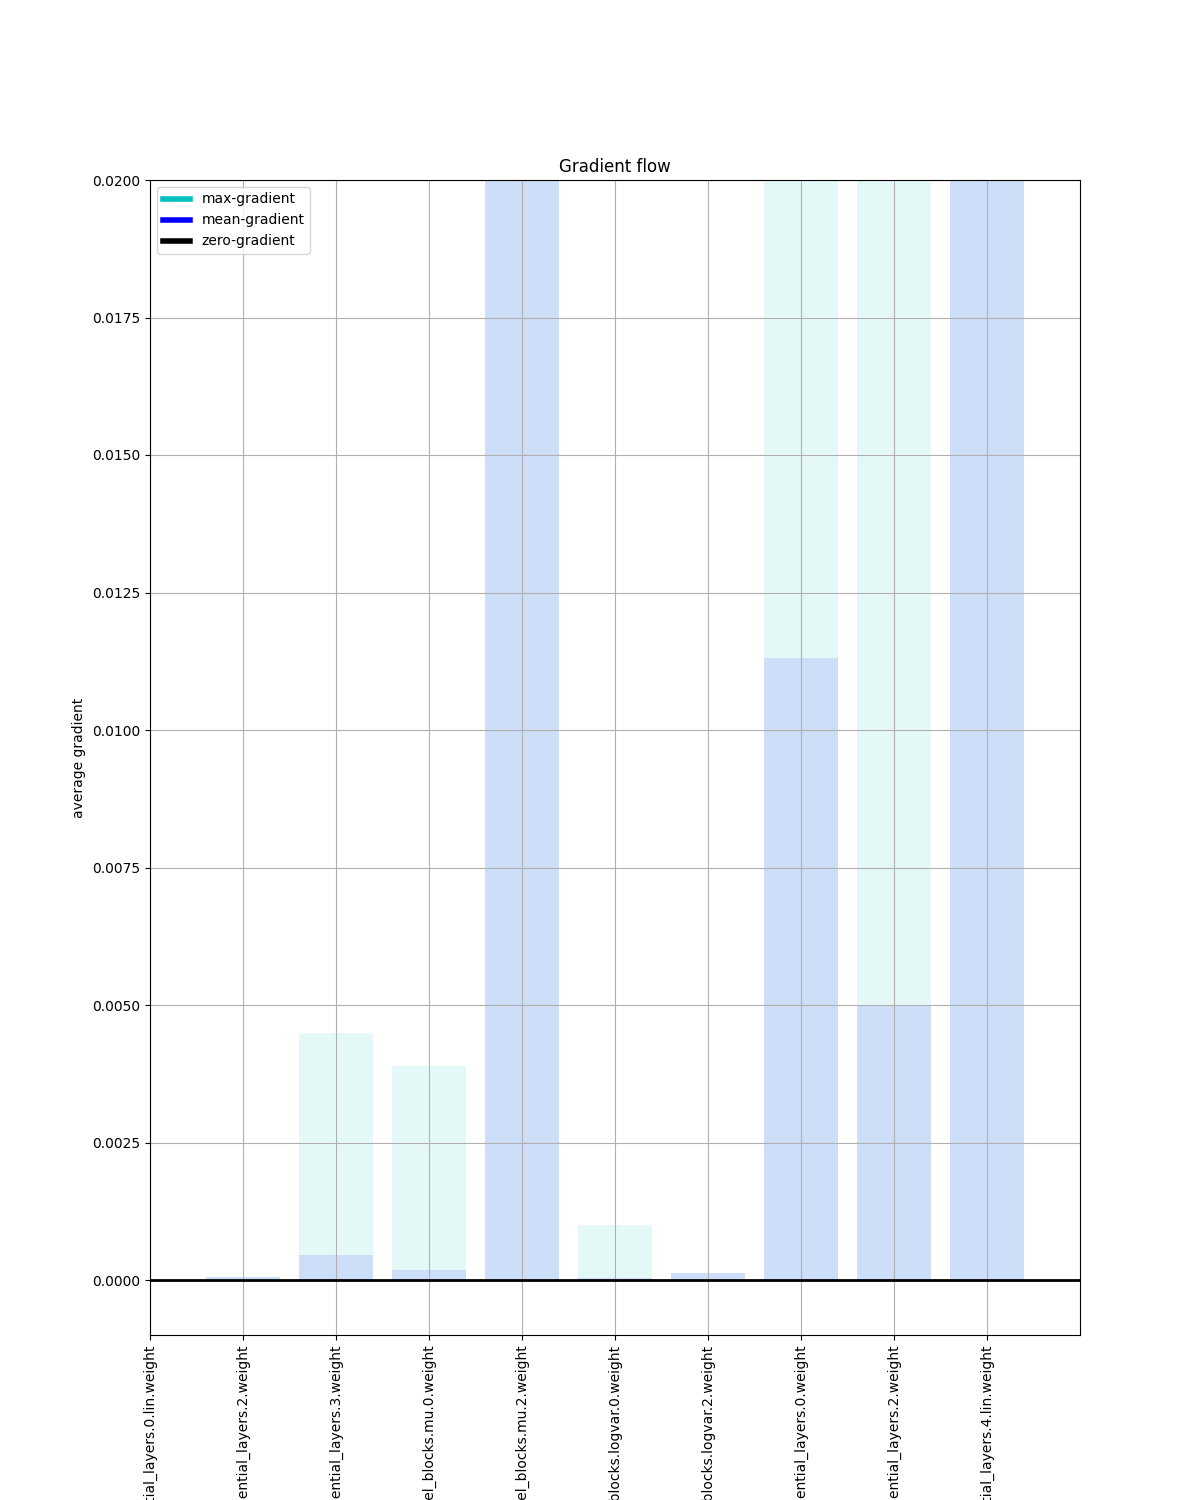 Gradient flow
max-gradient
mean-gradient
zero-gradient
0.0200
0.0175
0.0150
0.0125
0.0100
0.0075
0.0050
0.0025
0.0000
average gradient
tial_layers.0.lin.weight
ential_layers.2.weight
ential_layers.3.weight
el_blocks.mu.0.weight
el_blocks.mu.2.weight
blocks.logvar.0.weight
blocks.logvar.2.weight
ential_layers.0.weight
ential_layers.2.weight
tial_layers.4.lin.weight